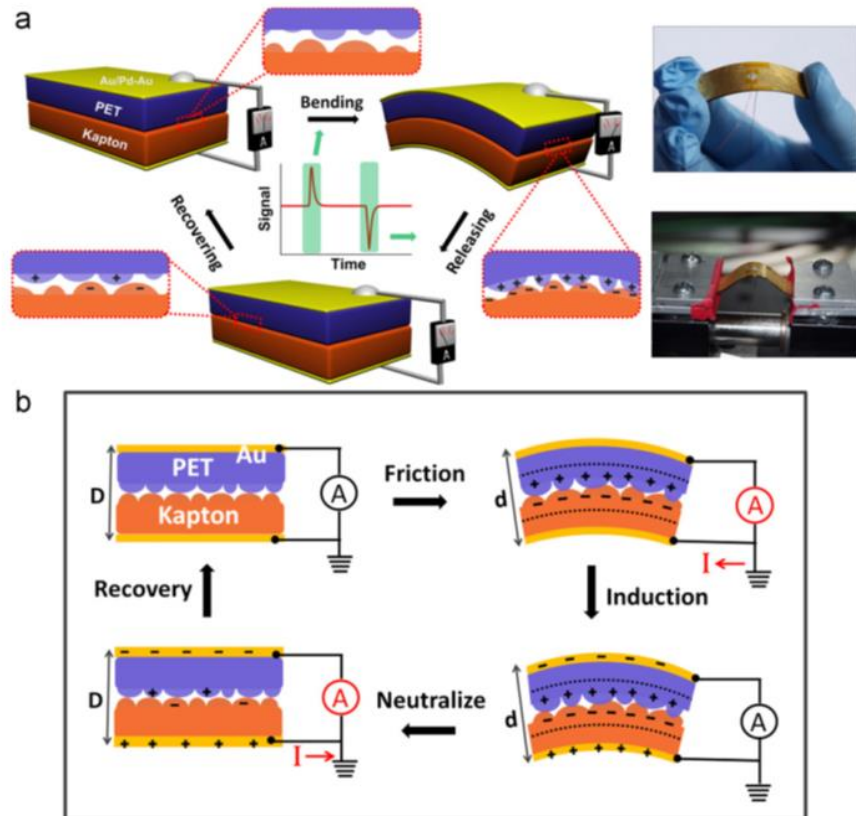 a
Au/Pd-Au
PET
Kapton
A
Bending
A
Signal
Time
Recovering
Releasing
+ +
- -
A
+ + + + + +
- - - - - - -
b
D
Au
PET
Kapton
A
Friction
d
+ + + + + +
- - - - - -
A
I
Recovery
Induction
D
- - - - -
+ +
- -
+ + + + +
A
I
Neutralize
d
- - - - -
+ + + + + +
- - - - - -
+ + + + +
A